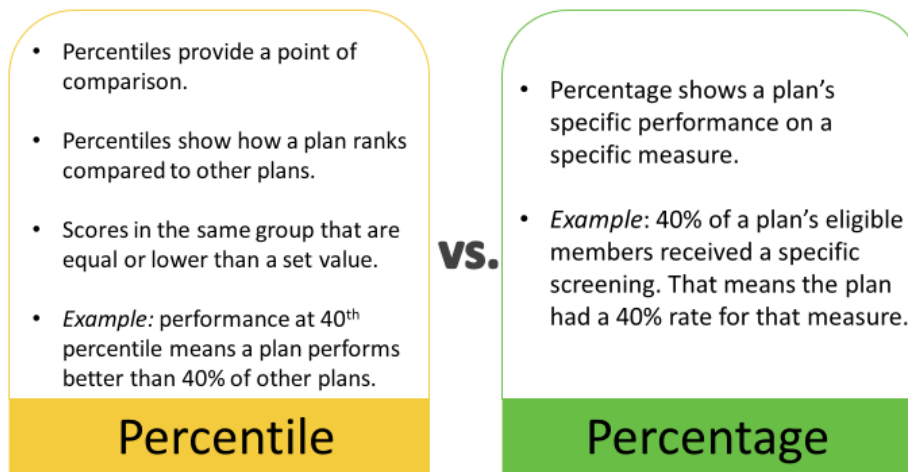 • Percentiles provide a point of
comparison.
• Percentiles show how a plan ranks
compared to other plans.
• Scores in the same group that are
equal or lower than a set value.
• Example: performance at 40th
percentile means a plan performs
better than 40% of other plans.
Percentile
vs.
• Percentage shows a plan’s
specific performance on a
specific measure.
• Example: 40% of a plan’s eligible
members received a specific
screening. That means the plan
had a 40% rate for that measure.
Percentage